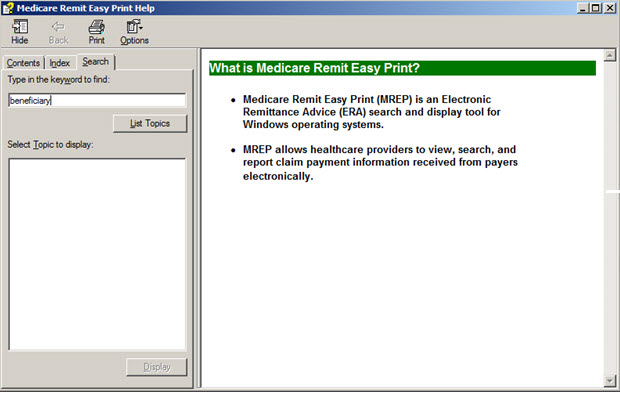 Medicare Remit Easy Print Help
Hide Back Print Options
Contents Index Search
Type in the keyword to find:
beneficiary
List Topics
Select Topic to display:
Display
What is Medicare Remit Easy Print?
• Medicare Remit Easy Print (MREP) is an Electronic
Remittance Advice (ERA) search and display tool for
Windows operating systems.
• MREP allows healthcare providers to view, search, and
report claim payment information received from payers
electronically.